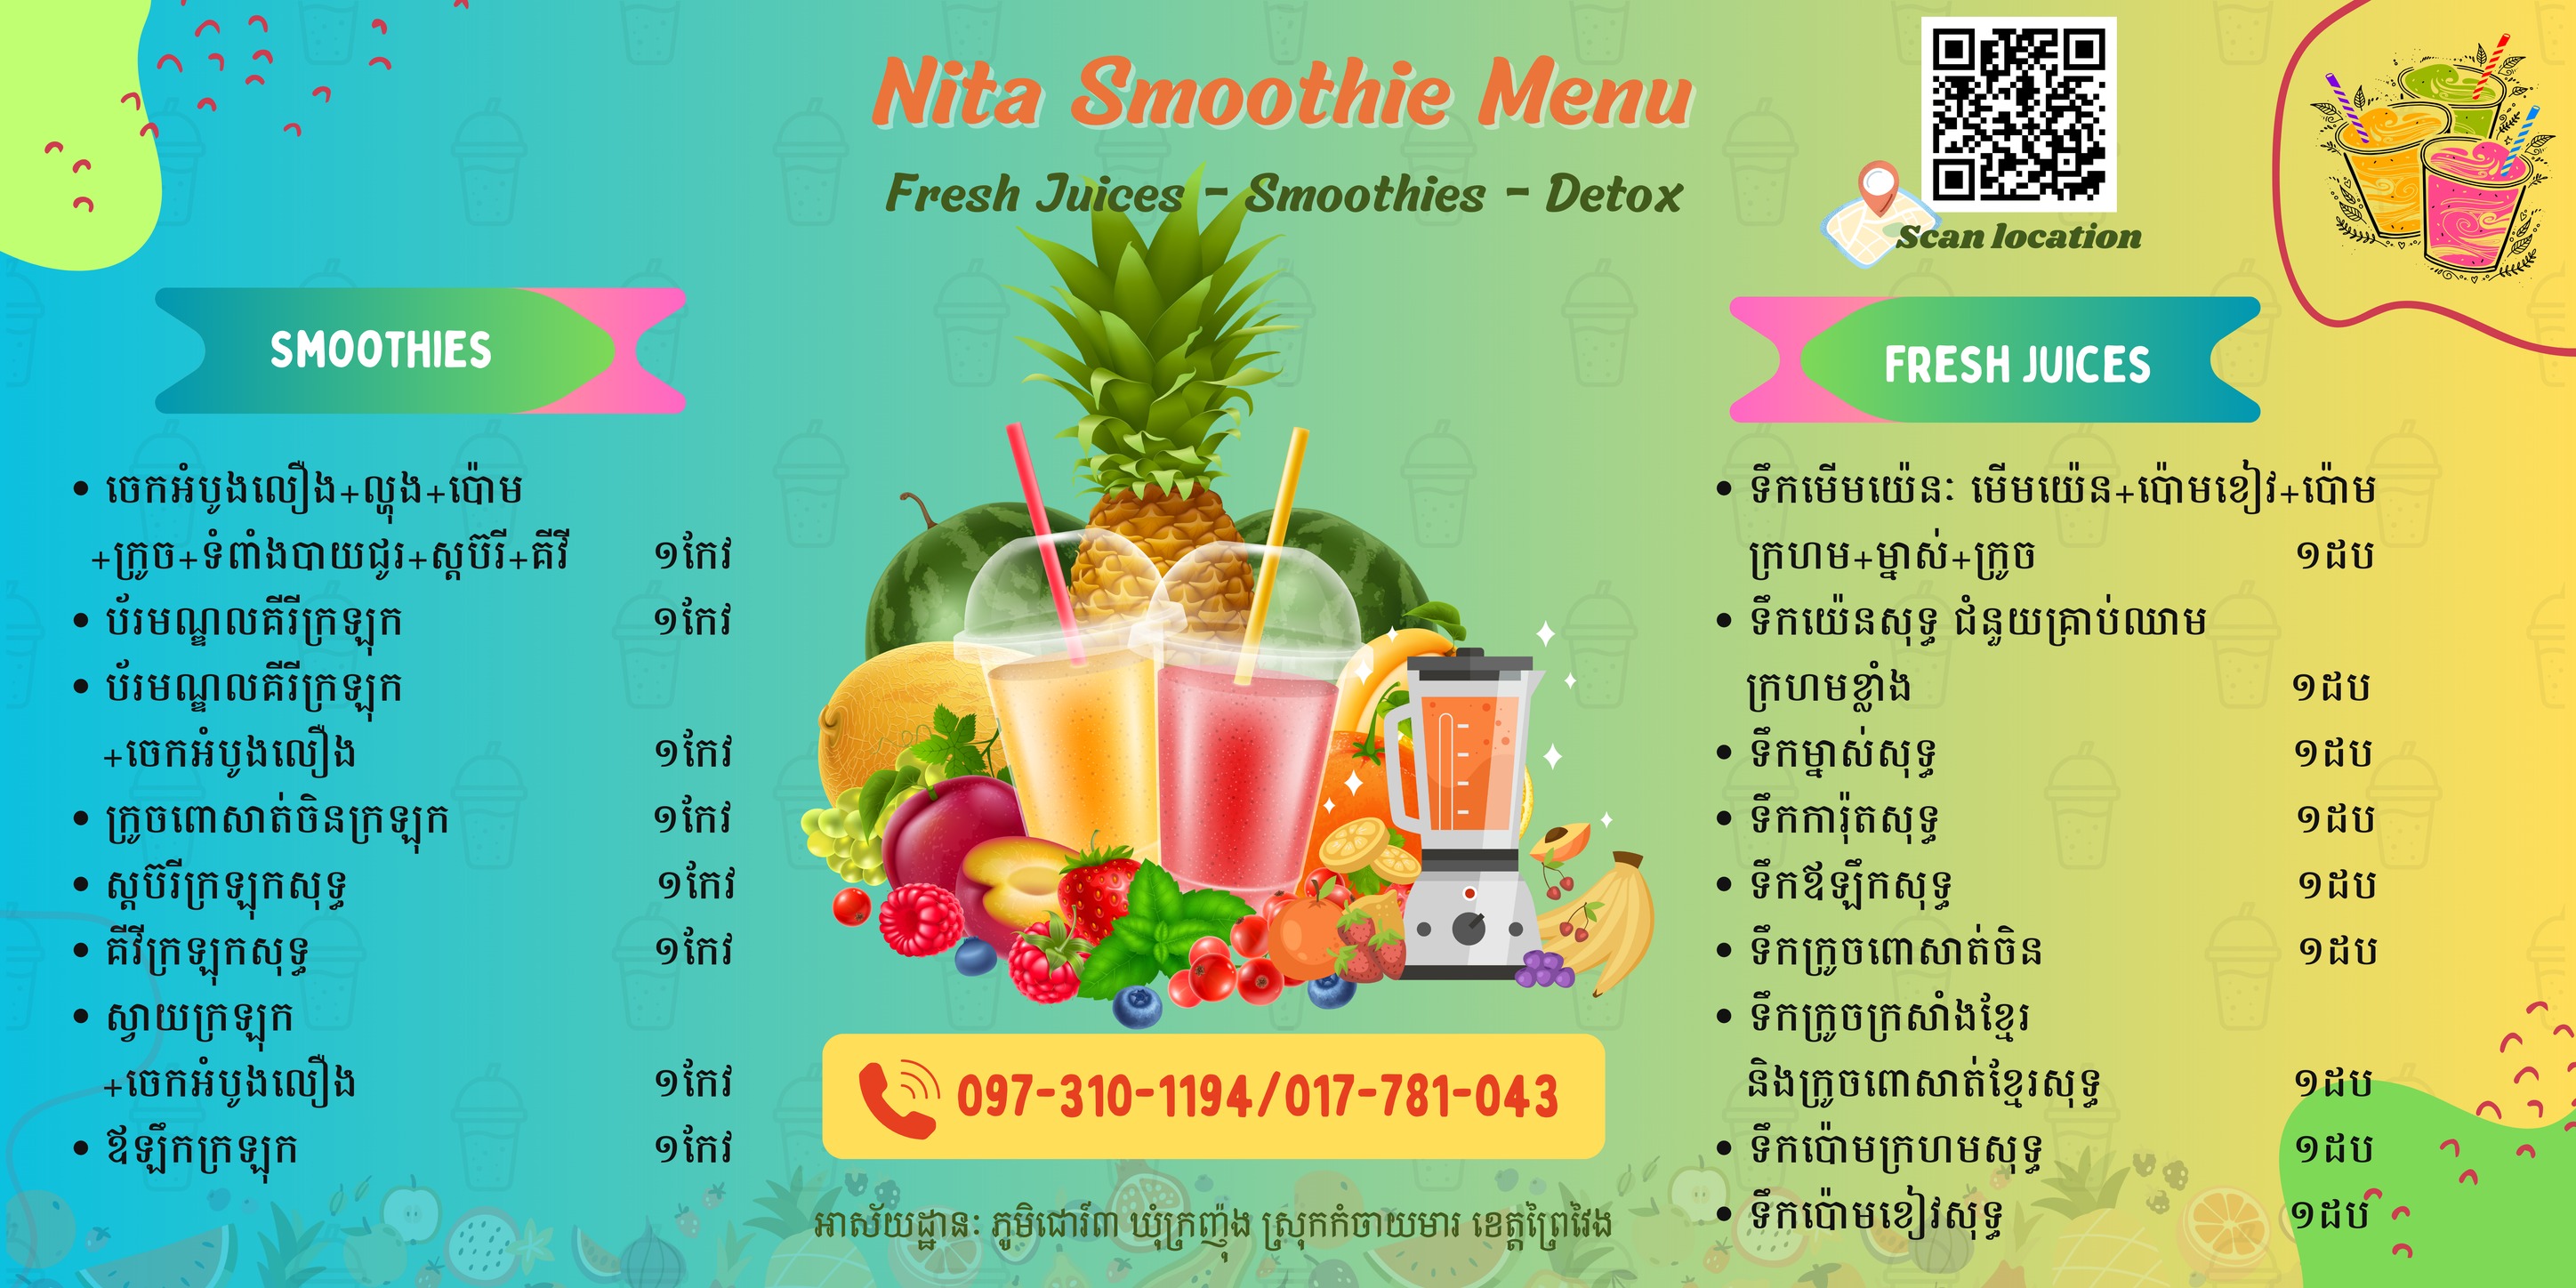 Nita Smoothie Menu
Fresh Juices - Smoothies - Detox
Scan location
SMOOTHIES
• ចេកអំបូងលឿង+ល្ហុង+ប៉ោម
+ក្រូច+ទំពាំងបាយជូរ+ស្តប៊រី+គីវី ១កែវ
• ប័រមណ្ឌលគីរីក្រឡុក ១កែវ
• ប័រមណ្ឌលគីរីក្រឡុក
+ចេកអំបូងលឿង ១កែវ
• ក្រូចពោសាត់ចិនក្រឡុក ១កែវ
• ស្តប៊រីក្រឡុកសុទ្ធ ១កែវ
• គីវីក្រឡុកសុទ្ធ ១កែវ
• ស្វាយក្រឡុក
+ចេកអំបូងលឿង ១កែវ
• ឪឡឹកក្រឡុក ១កែវ
FRESH JUICES
• ទឹកមើមយ៉េនៈ មើមយ៉េន+ប៉ោមខៀវ+ប៉ោម
ក្រហម+ម្នាស់+ក្រូច ១ដប
• ទឹកយ៉េនសុទ្ធ ជំនួយគ្រាប់ឈាម
ក្រហមខ្លាំង ១ដប
• ទឹកម្នាស់សុទ្ធ ១ដប
• ទឹកការ៉ុតសុទ្ធ ១ដប
• ទឹកឪឡឹកសុទ្ធ ១ដប
• ទឹកក្រូចពោសាត់ចិន ១ដប
• ទឹកក្រូចក្រសាំងខ្មែរ
និងក្រូចពោសាត់ខ្មែរសុទ្ធ ១ដប
• ទឹកប៉ោមក្រហមសុទ្ធ ១ដប
• ទឹកប៉ោមខៀវសុទ្ធ ១ដប
097-310-1194/017-781-043
អាស័យដ្ឋានៈ ភូមិជោរ៍៣ ឃុំក្រញ៉ូង ស្រុកកំចាយមារ ខេត្តព្រៃវែង